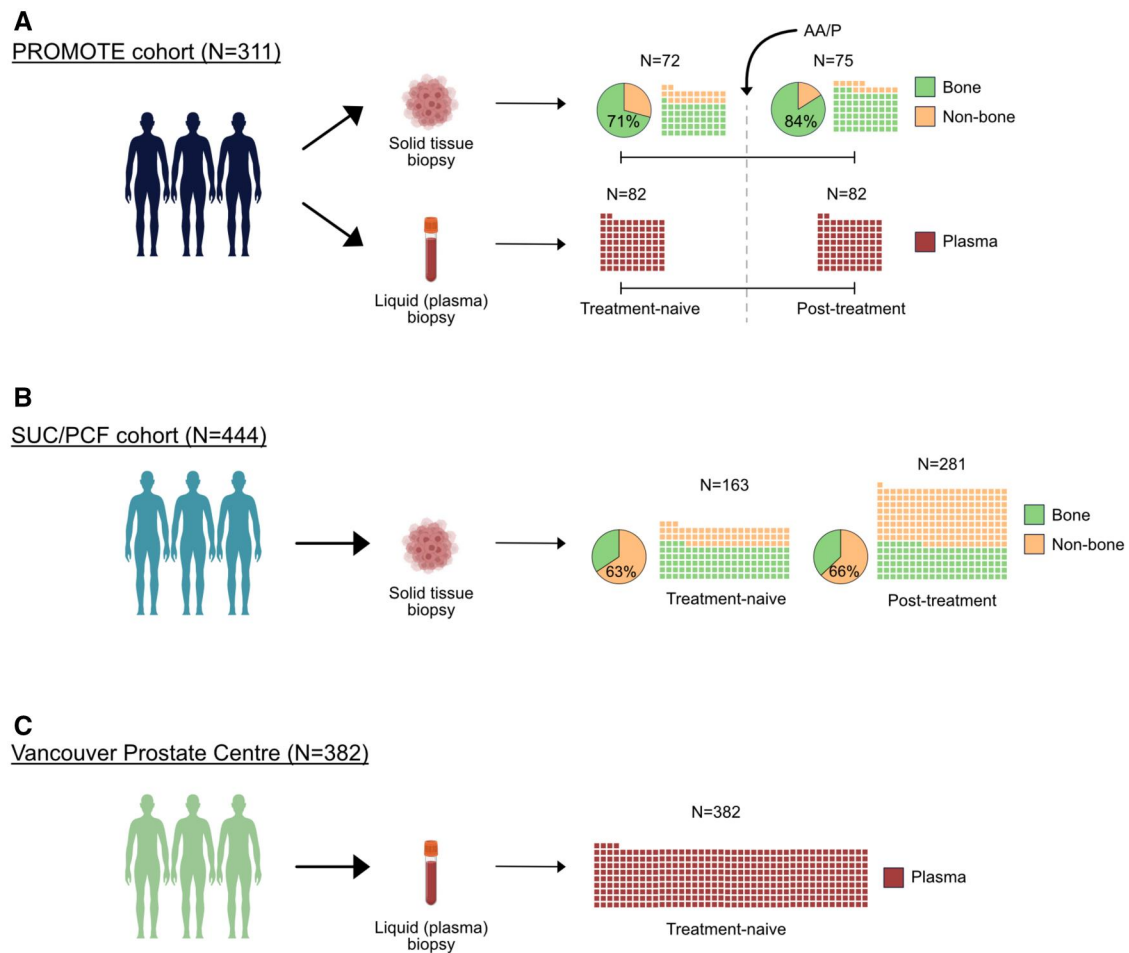 A
PROMOTE cohort (N=311)
AA/P
N=72
N=75
Bone
Non-bone
71%
84%
Solid tissue
biopsy
N=82
N=82
Plasma
Liquid (plasma)
biopsy
Treatment-naive
Post-treatment
B
SUC/PCF cohort (N=444)
N=281
N=163
Bone
Non-bone
63%
66%
Solid tissue
biopsy
Treatment-naive
Post-treatment
C
Vancouver Prostate Centre (N=382)
N=382
Plasma
Liquid (plasma)
biopsy
Treatment-naive